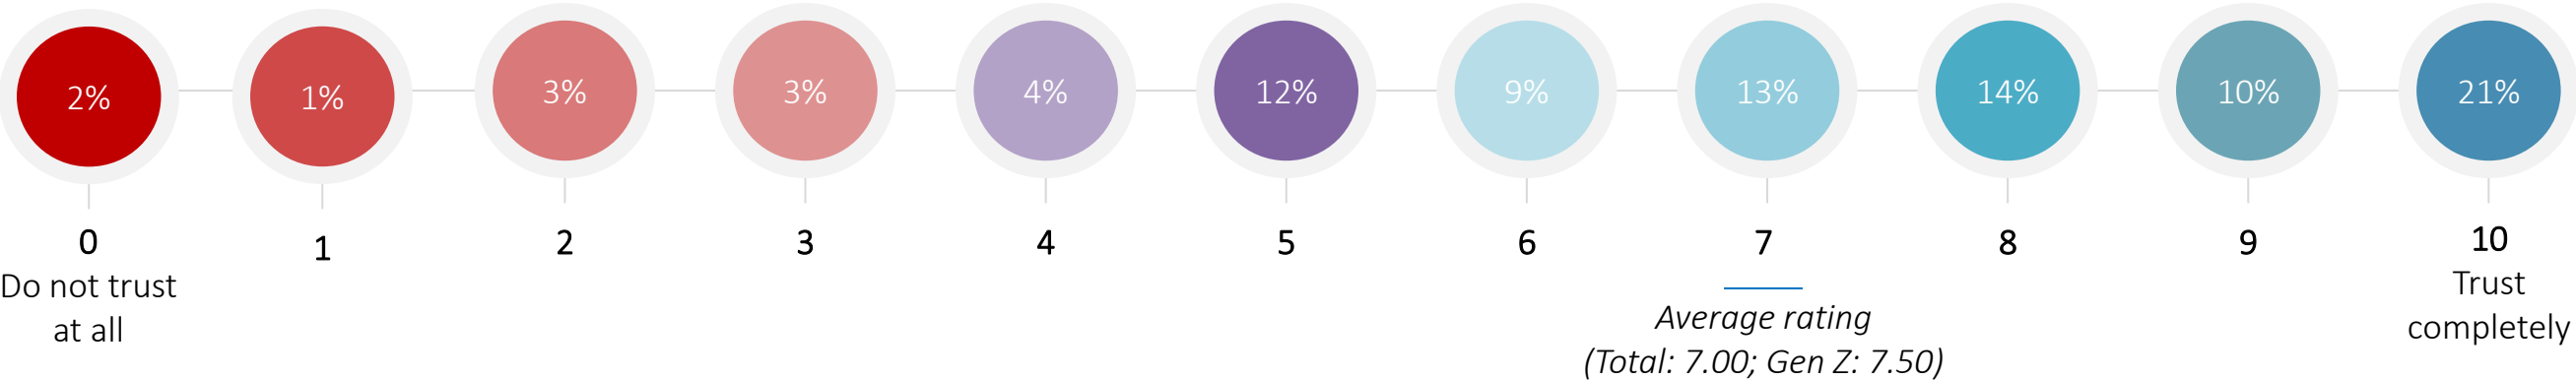 2% 1% 3% 3% 4% 12% 9% 13% 14% 10% 21%
0 1 2 3 4 5 6 7 8 9 10
Do not trust
at all
Average rating
(Total: 7.00; Gen Z: 7.50)
Trust
completely